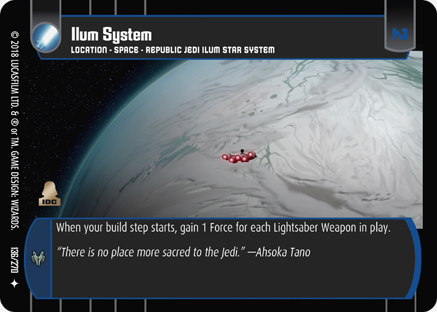 Ilum System
LOCATION - SPACE - REPUBLIC JEDI ILUM STAR SYSTEM
N
© 2018 LUCASFILM LTD. & ® OR TM. GAME DESIGN: WIZARDS.
136/270
IDC
When your build step starts, gain 1 Force for each Lightsaber Weapon in play.
“There is no place more sacred to the Jedi.” —Ahsoka Tano